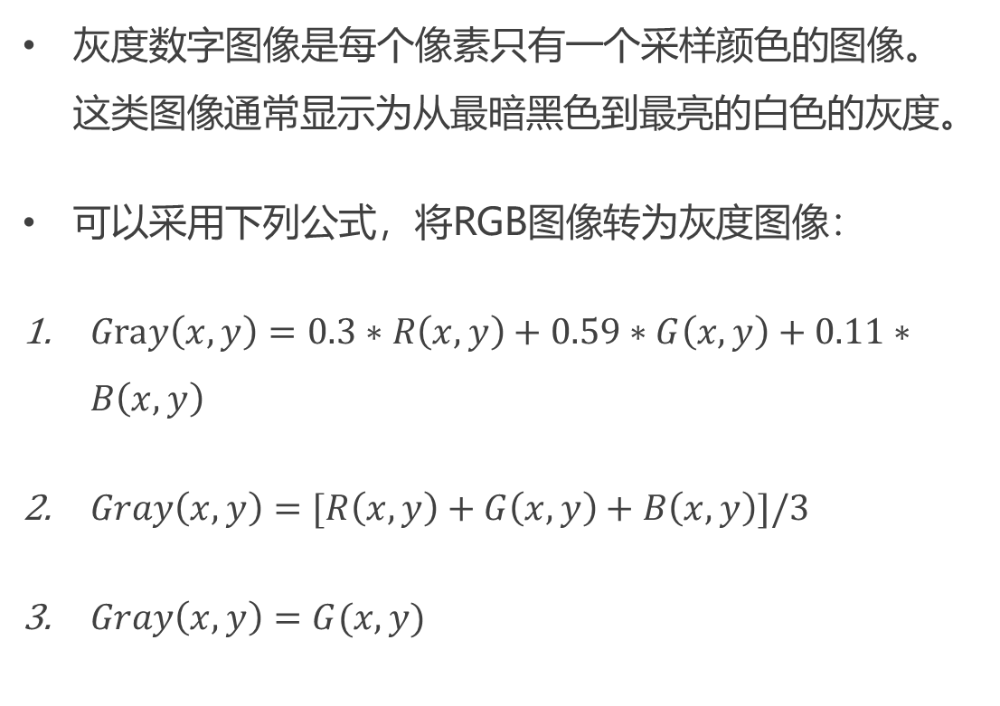 • 灰度数字图像是每个像素只有一个采样颜色的图像。
这类图像通常显示为从最暗黑色到最亮的白色的灰度。
• 可以采用下列公式，将RGB图像转为灰度图像：
1. Gray(x, y) = 0.3 ∗ R(x, y) + 0.59 ∗ G(x, y) + 0.11 ∗
B(x, y)
2. Gray(x, y) = [R(x, y) + G(x, y) + B(x, y)]/3
3. Gray(x, y) = G(x, y)